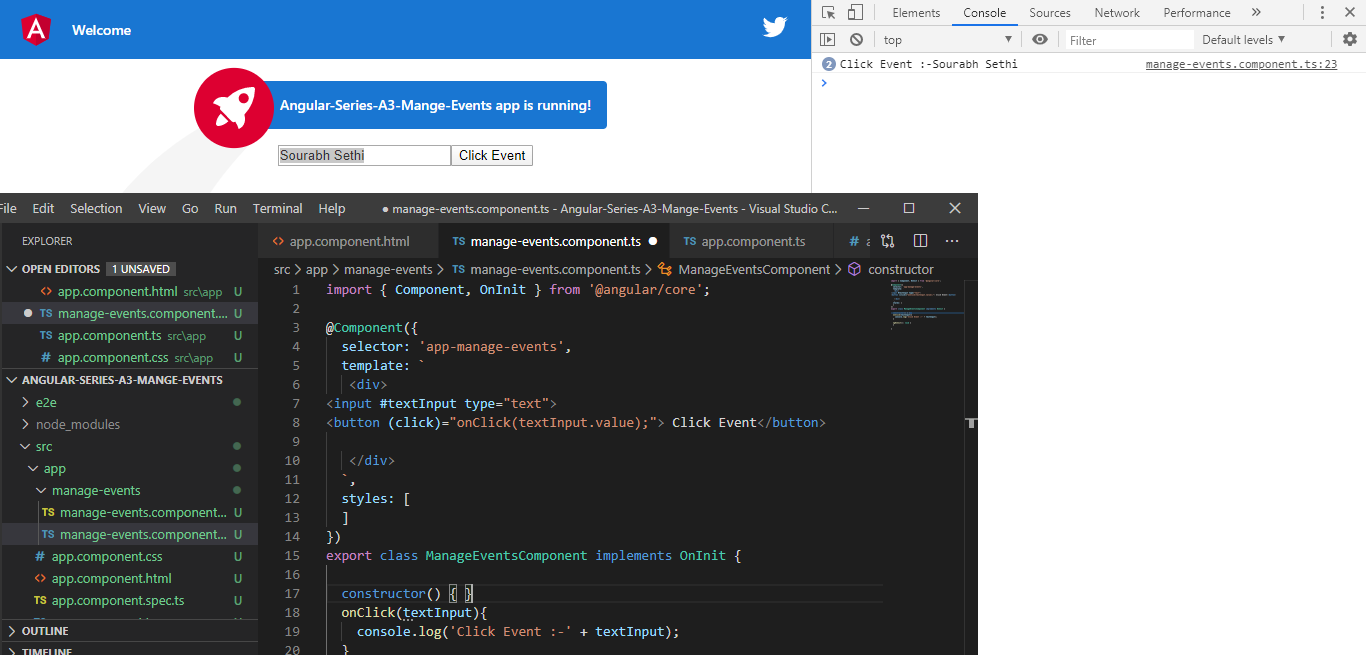 Welcome
Angular-Series-A3-Mange-Events app is running!
Sourabh Sethi Click Event
Elements Console Sources Network Performance »
top ▼ Filter Default levels ▼
2 Click Event :-Sourabh Sethi manage-events.component.ts:23
>
File Edit Selection View Go Run Terminal Help ● manage-events.component.ts - Angular-Series-A3-Mange-Events - Visual Studio C...
EXPLORER
OPEN EDITORS 1 UNSAVED
<> app.component.html src\app U
● TS manage-events.component.... U
TS app.component.ts src\app U
# app.component.css src\app U
ANGULAR-SERIES-A3-MANGE-EVENTS
e2e
node_modules
src
app
manage-events
TS manage-events.component... U
TS manage-events.component... U
# app.component.css U
<> app.component.html U
TS app.component.spec.ts U
OUTLINE
TIMELINE
<> app.component.html TS manage-events.component.ts ● TS app.component.ts # a ...
src > app > manage-events > TS manage-events.component.ts > ManageEventsComponent > constructor
1 import { Component, OnInit } from '@angular/core';
2
3 @Component({
4 selector: 'app-manage-events',
5 template: `
6 <div>
7 <input #textInput type="text">
8 <button (click)="onClick(textInput.value);"> Click Event</button>
9
10 </div>
11 `,
12 styles: [
13 ]
14 })
15 export class ManageEventsComponent implements OnInit {
16
17 constructor() { }
18 onClick(textInput){
19 console.log('Click Event :-' + textInput);
20 }